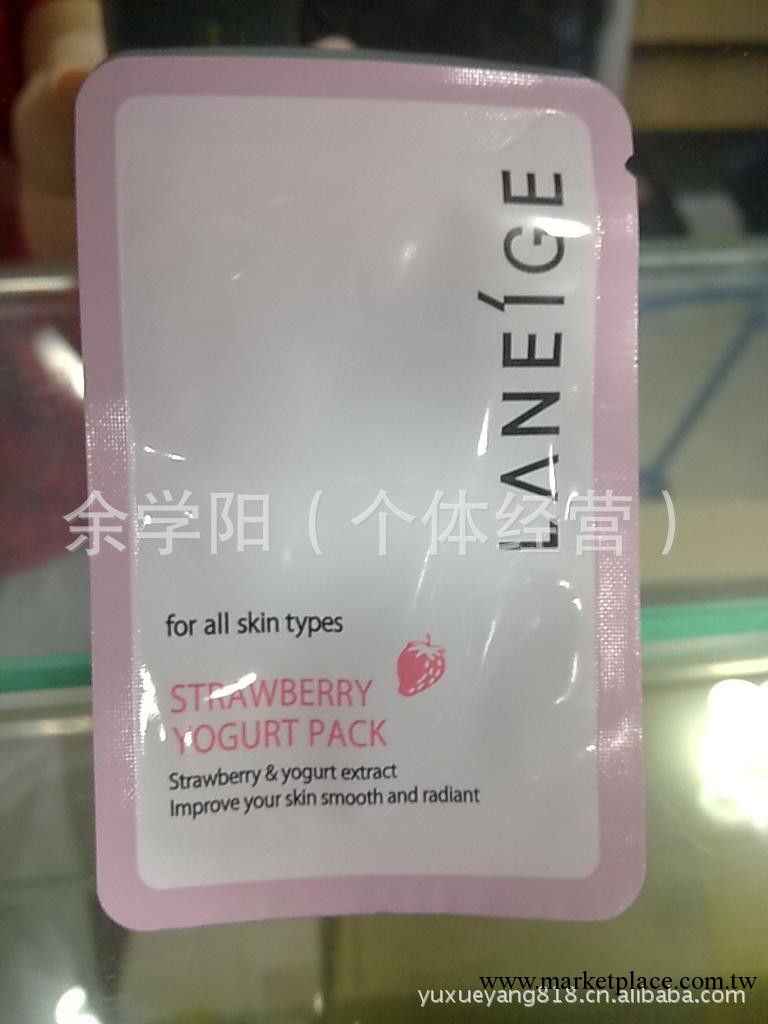 LANEÍGE
余学阳（个体经营）
for all skin types
STRAWBERRY
YOGURT PACK
Strawberry & yogurt extract
Improve your skin smooth and radiant
www.marketplace.com.tw
yuxueyang818.cn.alibaba.com